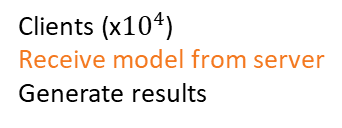 Clients (x10⁴)
Receive model from server
Generate results